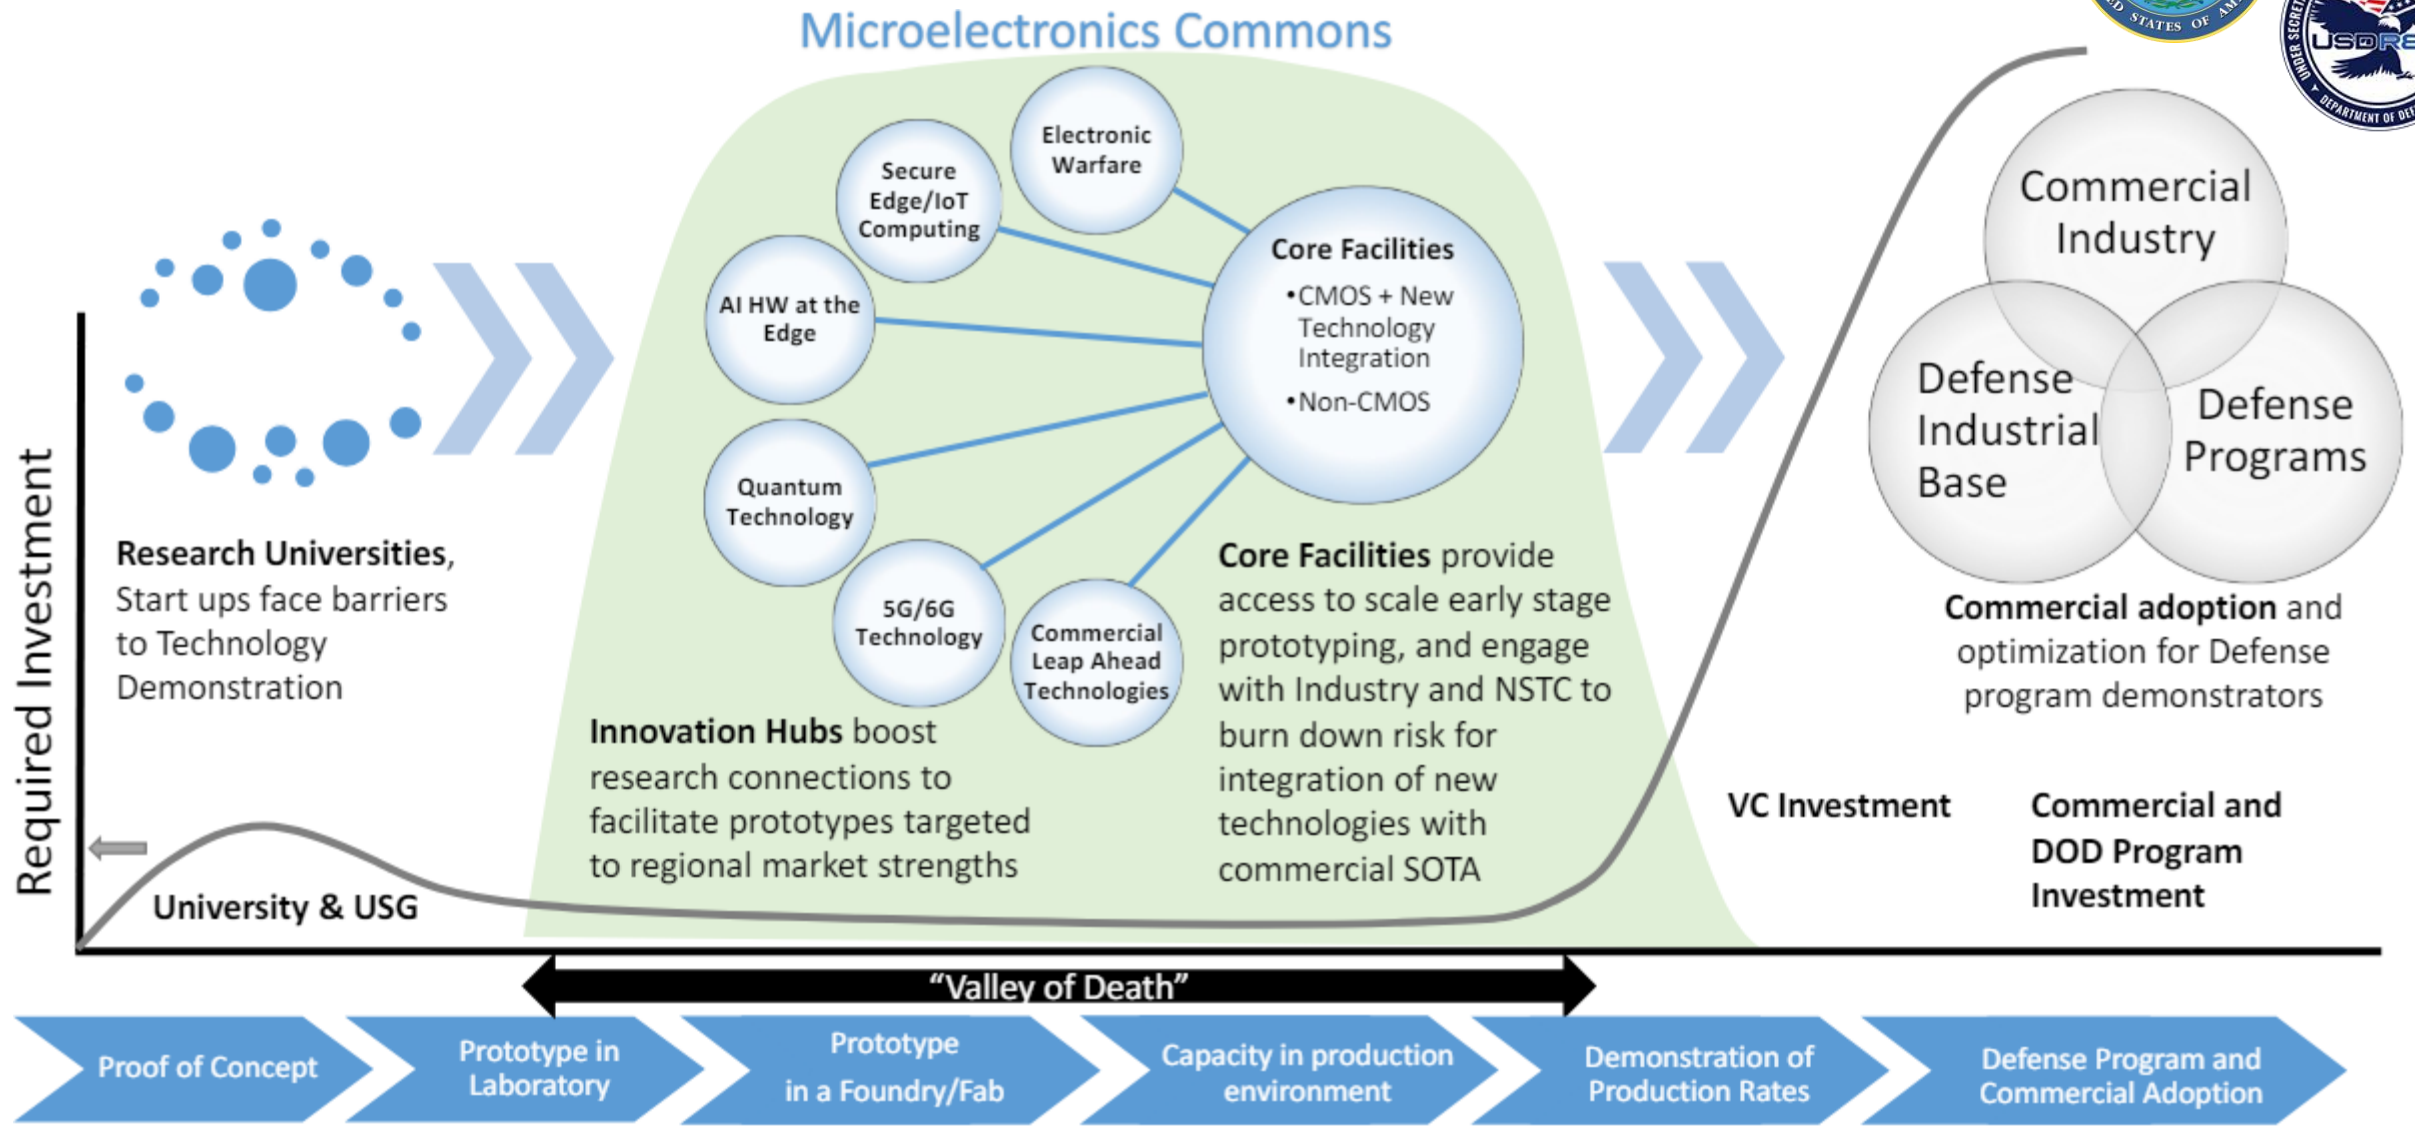 Microelectronics Commons
STATES OF
UNDER
DEPARTMENT OF
Electronic
Warfare
Secure
Edge/IoT
Computing
AI HW at the
Edge
Quantum
Technology
5G/6G
Technology
Commercial
Leap Ahead
Technologies
Core Facilities
•CMOS + New
Technology
Integration
•Non-CMOS
Commercial
Industry
Defense
Industrial
Base
Defense
Programs
Required Investment
Research Universities,
Start ups face barriers
to Technology
Demonstration
University & USG
Innovation Hubs boost
research connections to
facilitate prototypes targeted
to regional market strengths
Core Facilities provide
access to scale early stage
prototyping, and engage
with Industry and NSTC to
burn down risk for
integration of new
technologies with
commercial SOTA
Commercial adoption and
optimization for Defense
program demonstrators
VC Investment
Commercial and
DOD Program
Investment
“Valley of Death”
Proof of Concept
Prototype in
Laboratory
Prototype
in a Foundry/Fab
Capacity in production
environment
Demonstration of
Production Rates
Defense Program and
Commercial Adoption